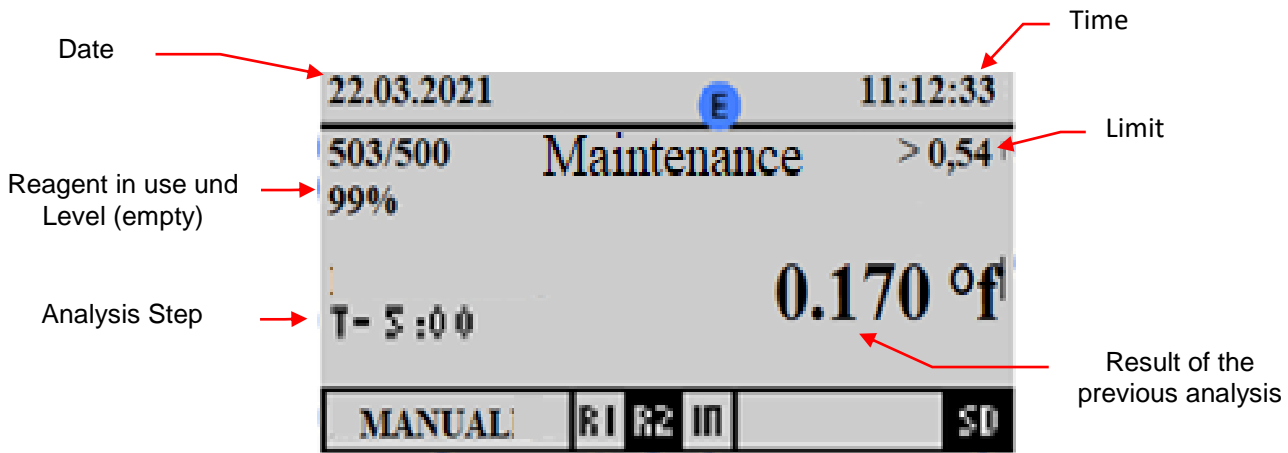 Time
Date
22.03.2021 E 11:12:33
Limit
503/500 Maintenance > 0,54
Reagent in use und
Level (empty)
99%
0.170 °f
Analysis Step
T- 5:00
Result of the
previous analysis
MANUAL R1 R2 IN SD